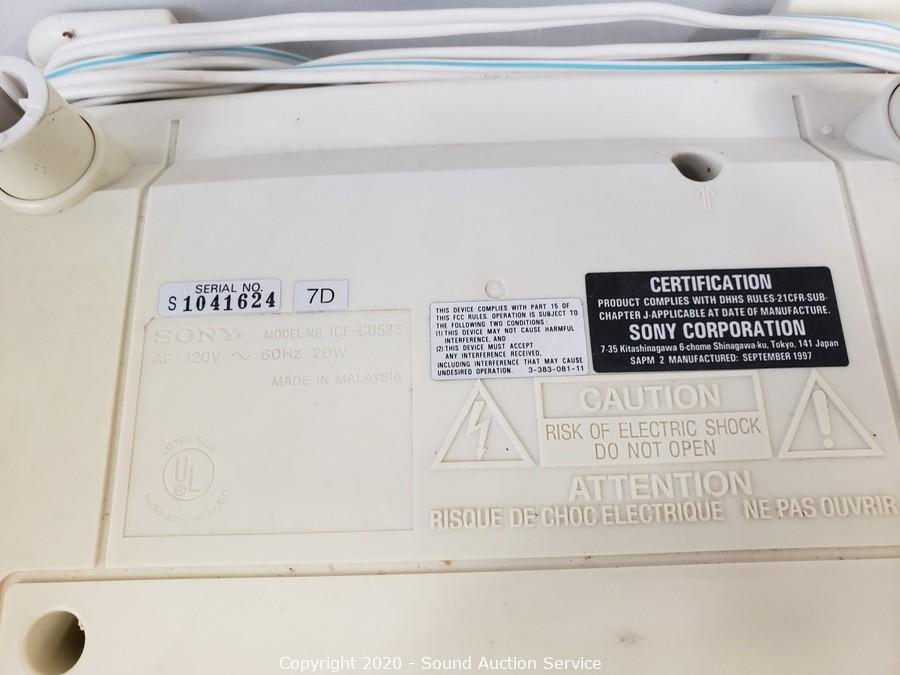 SERIAL NO.
S 1041624
7D
SONY® MODEL NO. ICF-CD533
AC: 120V ~ 60Hz 20W
MADE IN MALAYSIA
LISTED 522E
UL
®
THIS DEVICE COMPLIES WITH PART 15 OF
THIS FCC RULES. OPERATION IS SUBJECT TO
THE FOLLOWING TWO CONDITIONS:
(1) THIS DEVICE MAY NOT CAUSE HARMFUL
INTERFERENCE, AND
(2) THIS DEVICE MUST ACCEPT
ANY INTERFERENCE RECEIVED,
INCLUDING INTERFERENCE THAT MAY CAUSE
UNDESIRED OPERATION. 3-383-081-11
CERTIFICATION
PRODUCT COMPLIES WITH DHHS RULES-21CFR-SUB-
CHAPTER J-APPLICABLE AT DATE OF MANUFACTURE.
SONY CORPORATION
7-35 Kitashinagawa 6-chome Shinagawa-ku, Tokyo, 141 Japan
SAPM 2 MANUFACTURED: SEPTEMBER 1997
CAUTION
RISK OF ELECTRIC SHOCK
DO NOT OPEN
ATTENTION
RISQUE DE CHOC ELECTRIQUE NE PAS OUVRIR
Copyright 2020 - Sound Auction Service